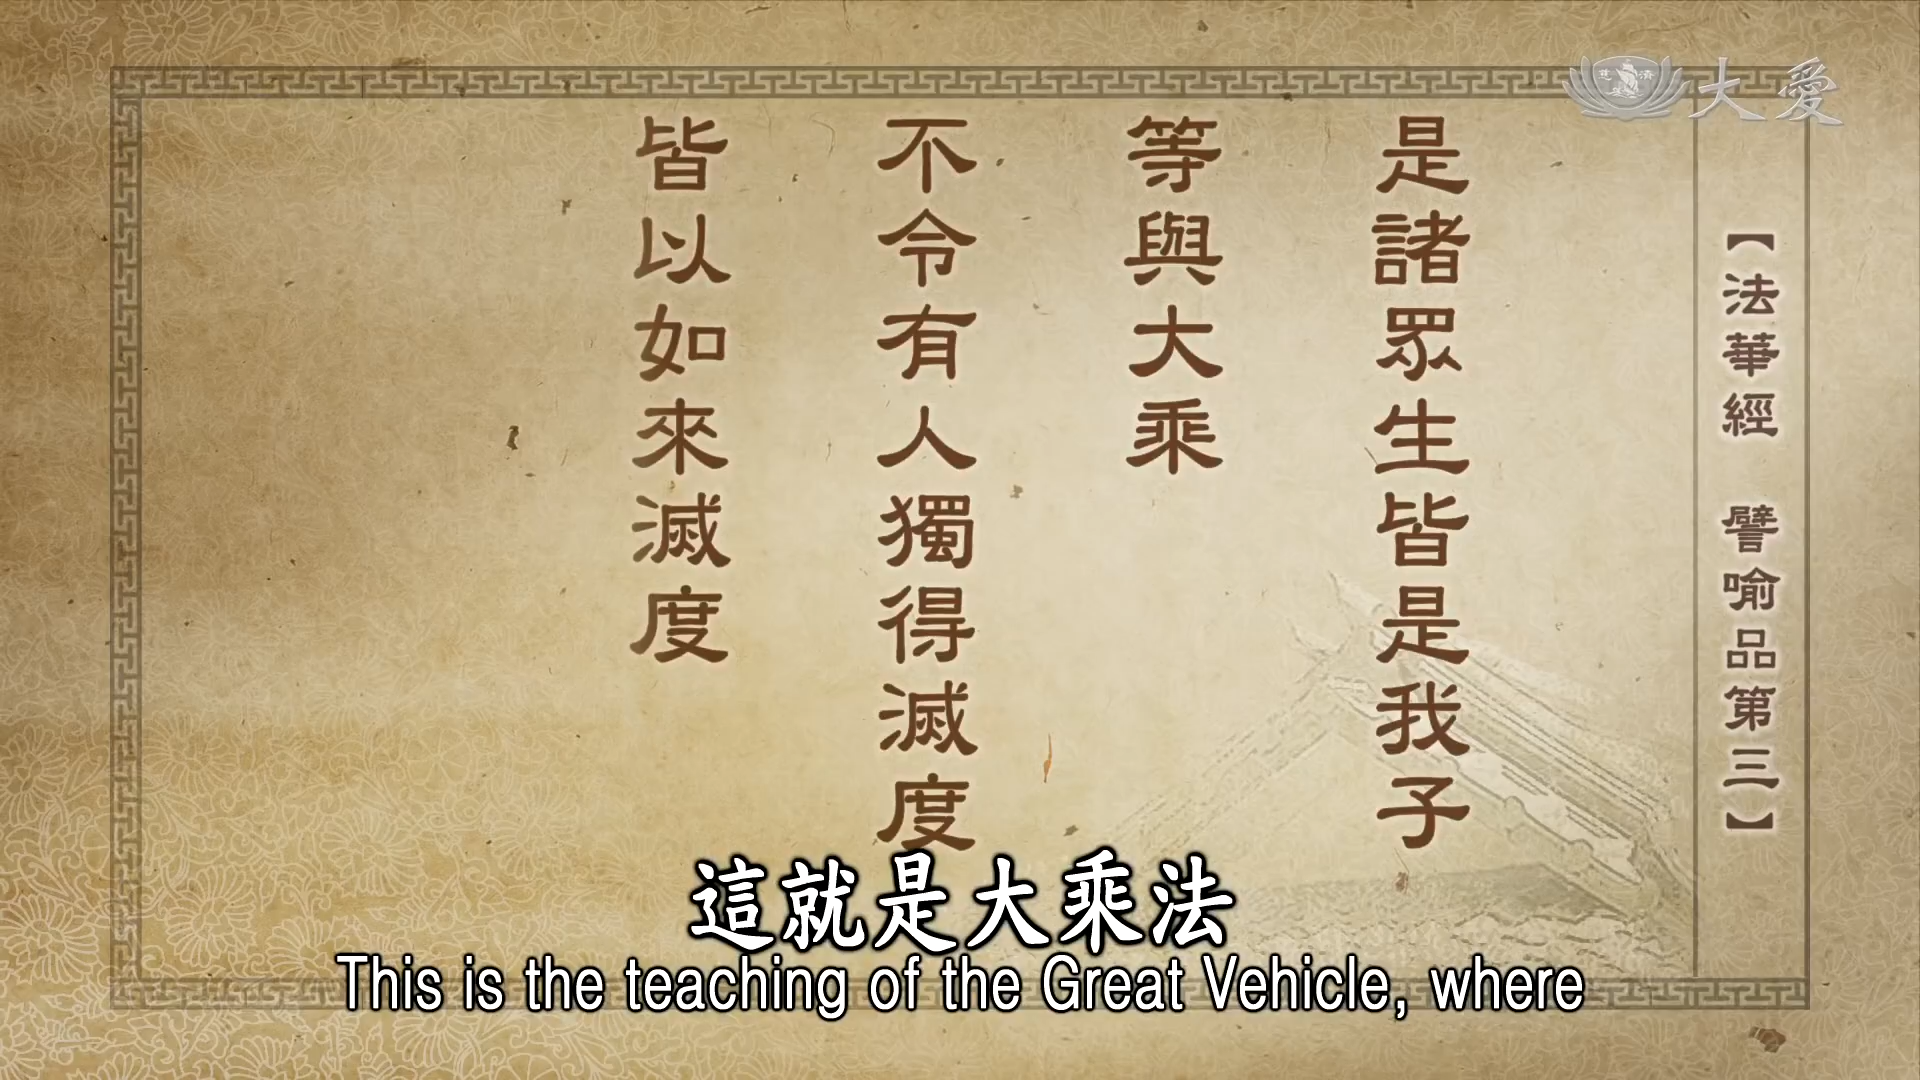 大愛
【法華經 譬喻品第三】
是諸眾生皆是我子
等與大乘
不令有人獨得滅度
皆以如來滅度
這就是大乘法
This is the teaching of the Great Vehicle, where